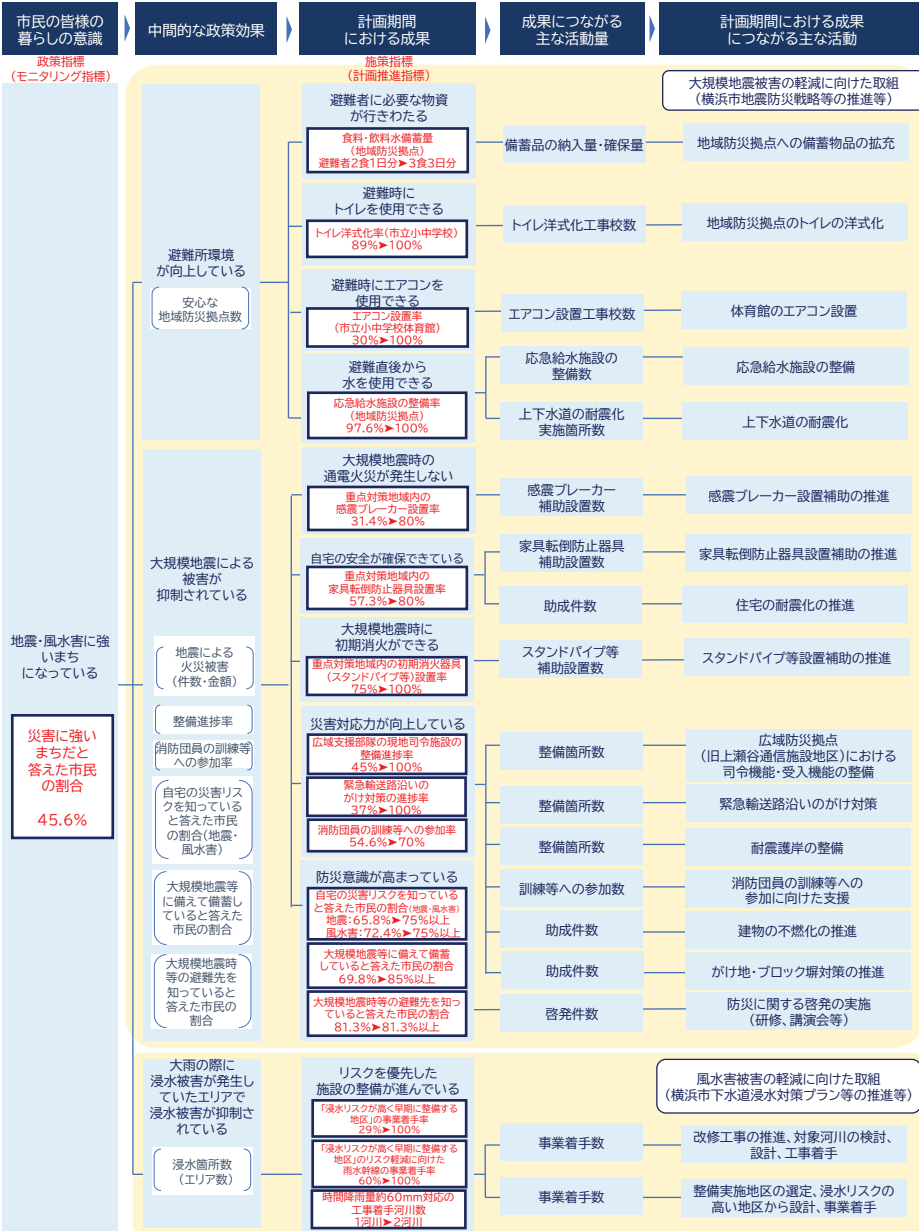 市民の皆様の
暮らしの意識
中間的な政策効果
計画期間
における成果
成果につながる
主な活動量
計画期間における成果
につながる主な活動
政策指標
(モニタリング指標)
施策指標
(計画推進指標)
大規模地震被害の軽減に向けた取組
(横浜市地震防災戦略等の推進等)
地震・風水害に強
いまち
になっている
災害に強い
まちだと
答えた市民
の割合
45.6%
避難所環境
が向上している
安心な
地域防災拠点数
避難者に必要な物資
が行きわたる
食料・飲料水備蓄量
(地域防災拠点)
避難者2食1日分➤3食3日分
備蓄品の納入量・確保量
地域防災拠点への備蓄物品の拡充
避難時に
トイレを使用できる
トイレ洋式化率(市立小中学校)
89%➤100%
トイレ洋式化工事校数
地域防災拠点のトイレの洋式化
避難時にエアコンを
使用できる
エアコン設置率
(市立小中学校体育館)
30%➤100%
エアコン設置工事校数
体育館のエアコン設置
避難直後から
水を使用できる
応急給水施設の整備率
(地域防災拠点)
97.6%➤100%
応急給水施設の
整備数
応急給水施設の整備
上下水道の耐震化
実施箇所数
上下水道の耐震化
大規模地震による
被害が
抑制されている
地震による
火災被害
(件数・金額)
整備進捗率
消防団員の訓練等
への参加率
自宅の災害リ
スクを知っている
と答えた市民
の割合(地震・
風水害)
大規模地震等
に備えて備蓄
していると答えた
市民の割合
大規模地震時
等の避難先を
知っていると
答えた市民の
割合
大規模地震時の
通電火災が発生しない
重点対策地域内の
感震ブレーカー設置率
31.4%➤80%
感震ブレーカー
補助設置数
感震ブレーカー設置補助の推進
自宅の安全が確保できている
重点対策地域内の
家具転倒防止器具設置率
57.3%➤80%
家具転倒防止器具
補助設置数
家具転倒防止器具設置補助の推進
助成件数
住宅の耐震化の推進
大規模地震時に
初期消火ができる
重点対策地域内の初期消火器具
(スタンドパイプ等)設置率
75%➤100%
スタンドパイプ等
補助設置数
スタンドパイプ等設置補助の推進
災害対応力が向上している
広域支援部隊の現地司令施設の
整備進捗率
45%➤100%
緊急輸送路沿いの
がけ対策の進捗率
37%➤100%
消防団員の訓練等への参加率
54.6%➤70%
防災意識が高まっている
自宅の災害リスクを知っている
と答えた市民の割合(地震・風水害)
地震:65.8%➤75%以上
風水害:72.4%➤75%以上
大規模地震等に備えて備蓄
していると答えた市民の割合
69.8%➤85%以上
大規模地震時等の避難先を知っ
ていると答えた市民の割合
81.3%➤81.3%以上
整備箇所数
広域防災拠点
(旧上瀬谷通信施設地区)における
司令機能・受入機能の整備
整備箇所数
緊急輸送路沿いのがけ対策
整備箇所数
耐震護岸の整備
訓練等への参加数
消防団員の訓練等への
参加に向けた支援
助成件数
建物の不燃化の推進
助成件数
がけ地・ブロック塀対策の推進
啓発件数
防災に関する啓発の実施
(研修、講演会等)
大雨の際に
浸水被害が発生し
ていたエリアで
浸水被害が抑制さ
れている
浸水箇所数
(エリア数)
リスクを優先した
施設の整備が進んでいる
「浸水リスクが高く早期に整備する
地区」の事業着手率
29%➤100%
「浸水リスクが高く早期に整備する
地区」のリスク軽減に向けた
雨水幹線の事業着手率
60%➤100%
時間降雨量約60mm対応の
工事着手河川数
1河川➤2河川
風水害被害の軽減に向けた取組
(横浜市下水道浸水対策プラン等の推進等)
事業着手数
改修工事の推進、対象河川の検討、
設計、工事着手
事業着手数
整備実施地区の選定、浸水リスクの
高い地区から設計、事業着手